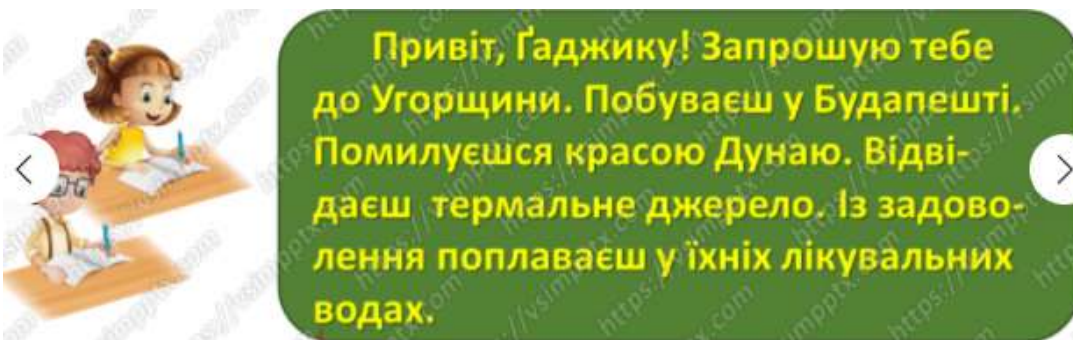 Привіт, Ґаджику! Запрошую тебе
до Угорщини. Побуваєш у Будапешті.
Помилуєшся красою Дунаю. Відві-
даєш термальне джерело. Із задово-
лення поплаваєш у їхніх лікувальних
водах.